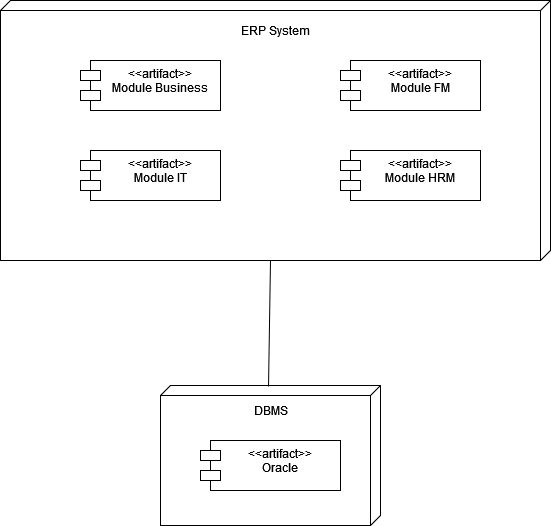 ERP System
<<artifact>>
Module Business
<<artifact>>
Module FM
<<artifact>>
Module IT
<<artifact>>
Module HRM
DBMS
<<artifact>>
Oracle